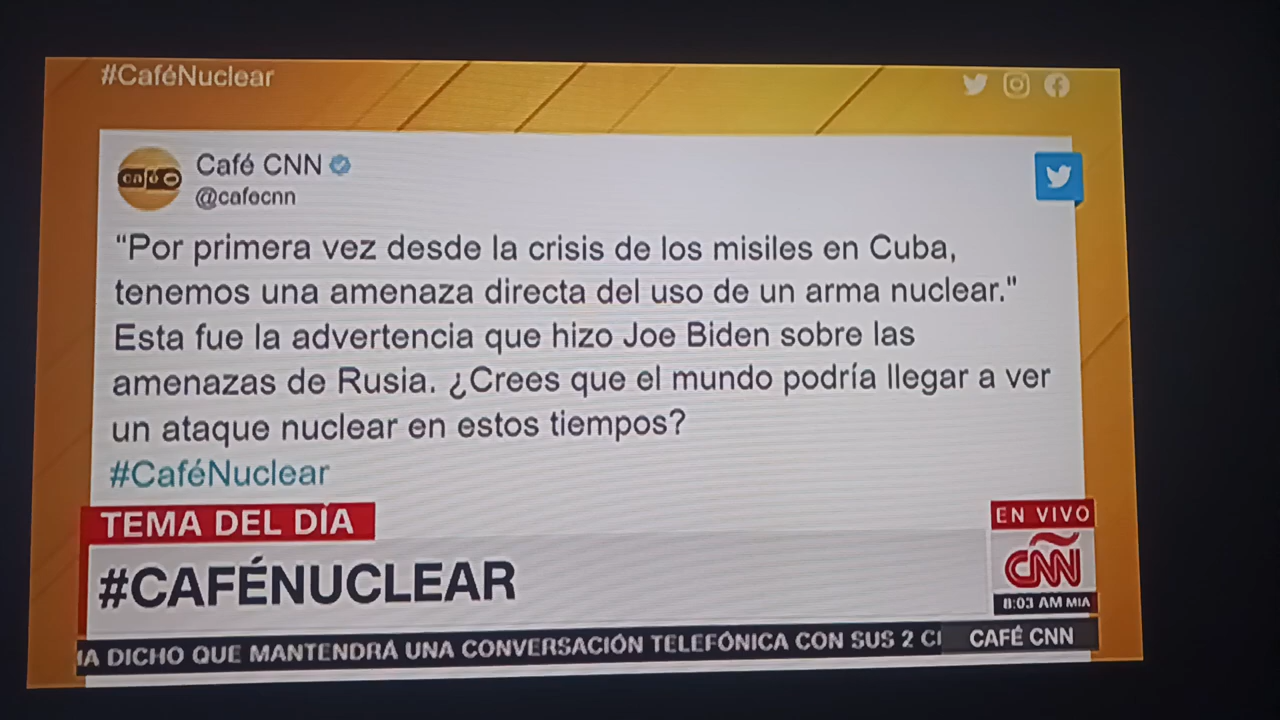 #CaféNuclear
Café CNN
@cafecnn
“Por primera vez desde la crisis de los misiles en Cuba,
tenemos una amenaza directa del uso de un arma nuclear."
Esta fue la advertencia que hizo Joe Biden sobre las
amenazas de Rusia. ¿Crees que el mundo podría llegar a ver
un ataque nuclear en estos tiempos?
#CaféNuclear
TEMA DEL DÍA
#CAFÉNUCLEAR
EN VIVO
CNN
8:03 AM MIA
DICHO QUE MANTENDRÁ UNA CONVERSACIÓN TELEFÓNICA CON SUS 2
CAFÉ CNN